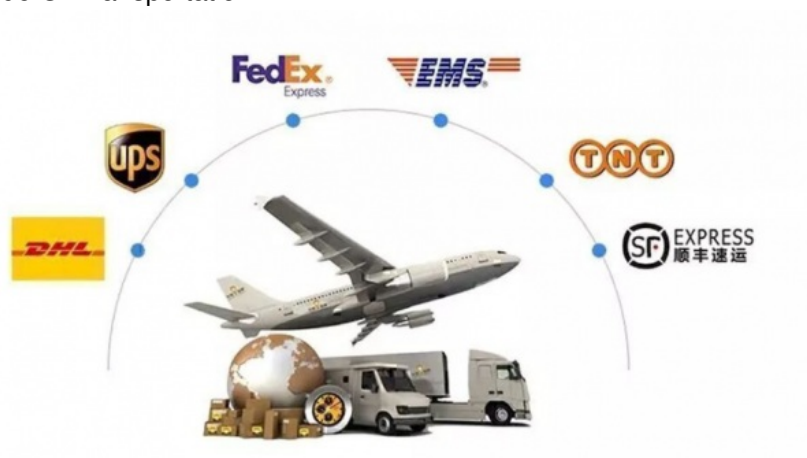 FedEx®
Express
EMS®
ups
TNT
DHL
SF EXPRESS
顺丰速运